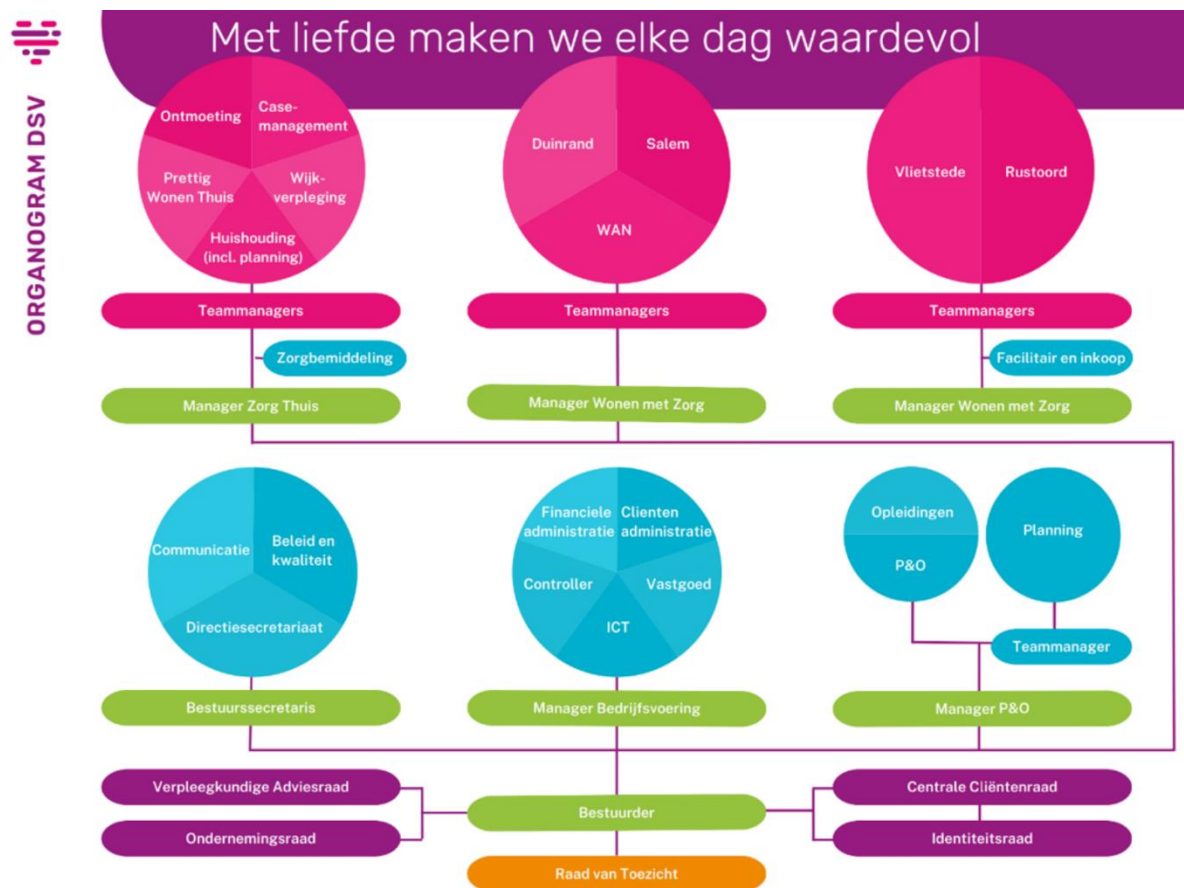 Met liefde maken we elke dag waardevol
ORGANOGRAM DSV
Ontmoeting
Case-
management
Prettig
Wonen Thuis
Wijk-
verpleging
Huishouding
(incl. planning)
Duinrand
Salem
WAN
Vlietstede
Rustoord
Teammanagers
Teammanagers
Teammanagers
Zorgbemiddeling
Facilitair en inkoop
Manager Zorg Thuis
Manager Wonen met Zorg
Manager Wonen met Zorg
Communicatie
Beleid en
kwaliteit
Directiesecretariaat
Financiele
administratie
Clienten
administratie
Controller
Vastgoed
ICT
Opleidingen
P&O
Planning
Teammanager
Bestuurssecretaris
Manager Bedrijfsvoering
Manager P&O
Verpleegkundige Adviesraad
Centrale Cliëntenraad
Bestuurder
Ondernemingsraad
Identiteitsraad
Raad van Toezicht